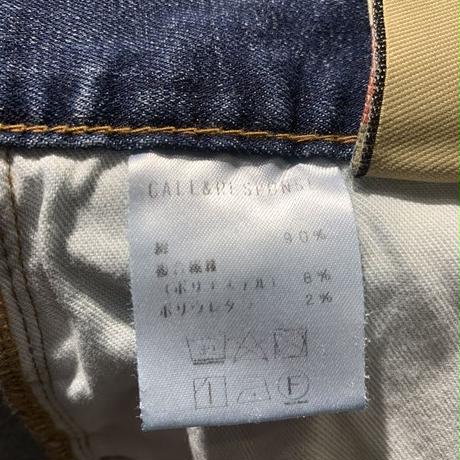 CALL&RESPONSE
綿 90%
複合繊維
(ポリエステル) 8%
ポリウレタン 2%
1
F